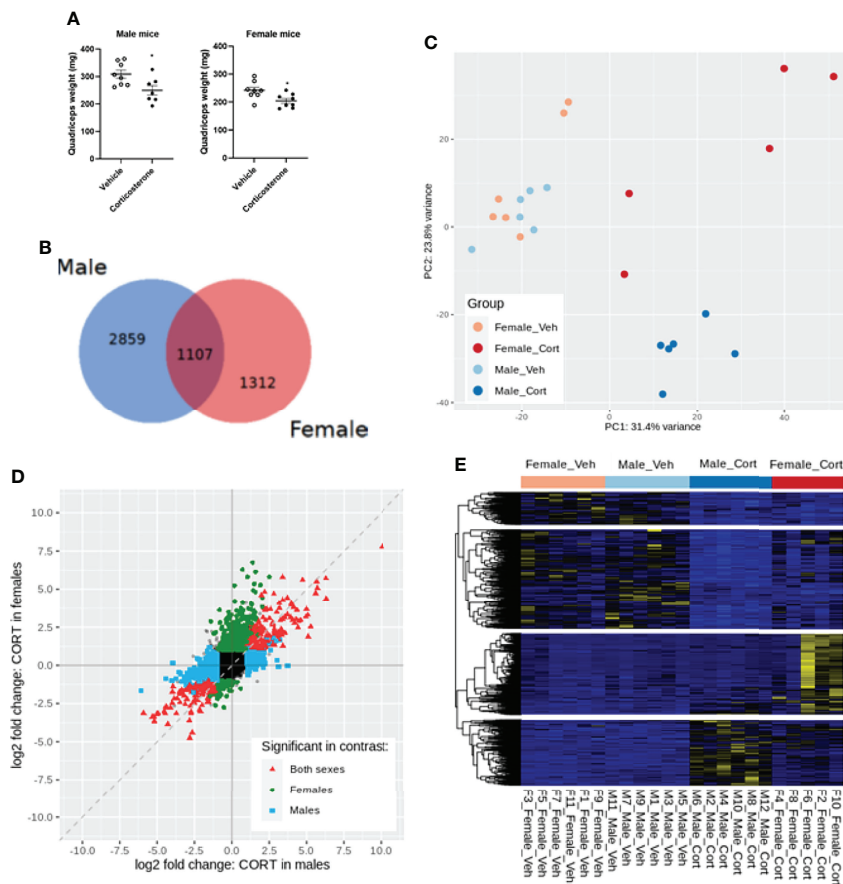 A
Male mice
Quadriceps weight (mg)
400
300
200
100
0
Vehicle
Corticosterone
*
Female mice
Quadriceps weight (mg)
400
300
200
100
0
Vehicle
Corticosterone
*
B
Male
2859
1107
1312
Female
C
PC2: 23.8% variance
20
0
-20
-40
-20
0
20
40
PC1: 31.4% variance
Group
Female_Veh
Female_Cort
Male_Veh
Male_Cort
D
log2 fold change: CORT in females
10.0
7.5
5.0
2.5
0.0
-2.5
-5.0
-7.5
-10.0
-10.0
-7.5
-5.0
-2.5
0.0
2.5
5.0
7.5
10.0
log2 fold change: CORT in males
Significant in contrast:
Both sexes
Females
Males
E
Female_Veh
Male_Veh
Male_Cort
Female_Cort
F3_Female_Veh
F5_Female_Veh
F7_Female_Veh
F11_Female_Veh
F1_Female_Veh
F9_Female_Veh
M11_Male_Veh
M7_Male_Veh
M9_Male_Veh
M1_Male_Veh
M3_Male_Veh
M5_Male_Veh
M6_Male_Cort
M2_Male_Cort
M4_Male_Cort
M10_Male_Cort
M8_Male_Cort
M12_Male_Cort
F4_Female_Cort
F8_Female_Cort
F6_Female_Cort
F2_Female_Cort
F10_Female_Cort